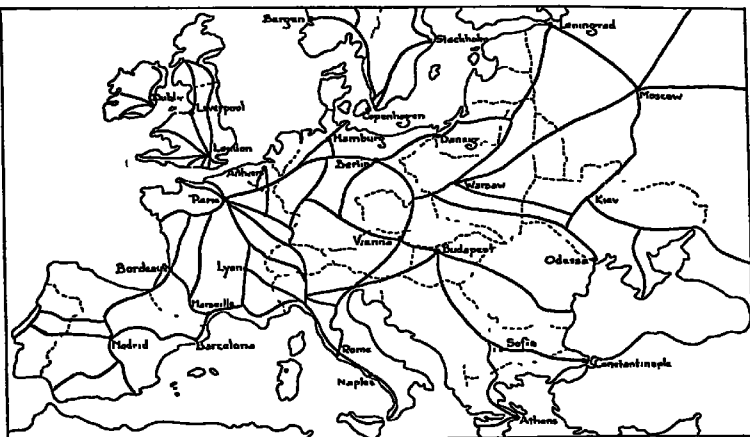 Bergen
Leningrad
Stockholm
Moscow
Dublin
Liverpool
Copenhagen
Hamburg
Danzig
London
Berlin
Antwerp
Warsaw
Paris
Kiev
Vienna
Budapest
Odessa
Bordeaux
Lyon
Marseille
Madrid
Barcelona
Rome
Sofia
Constantinople
Naples
Athens